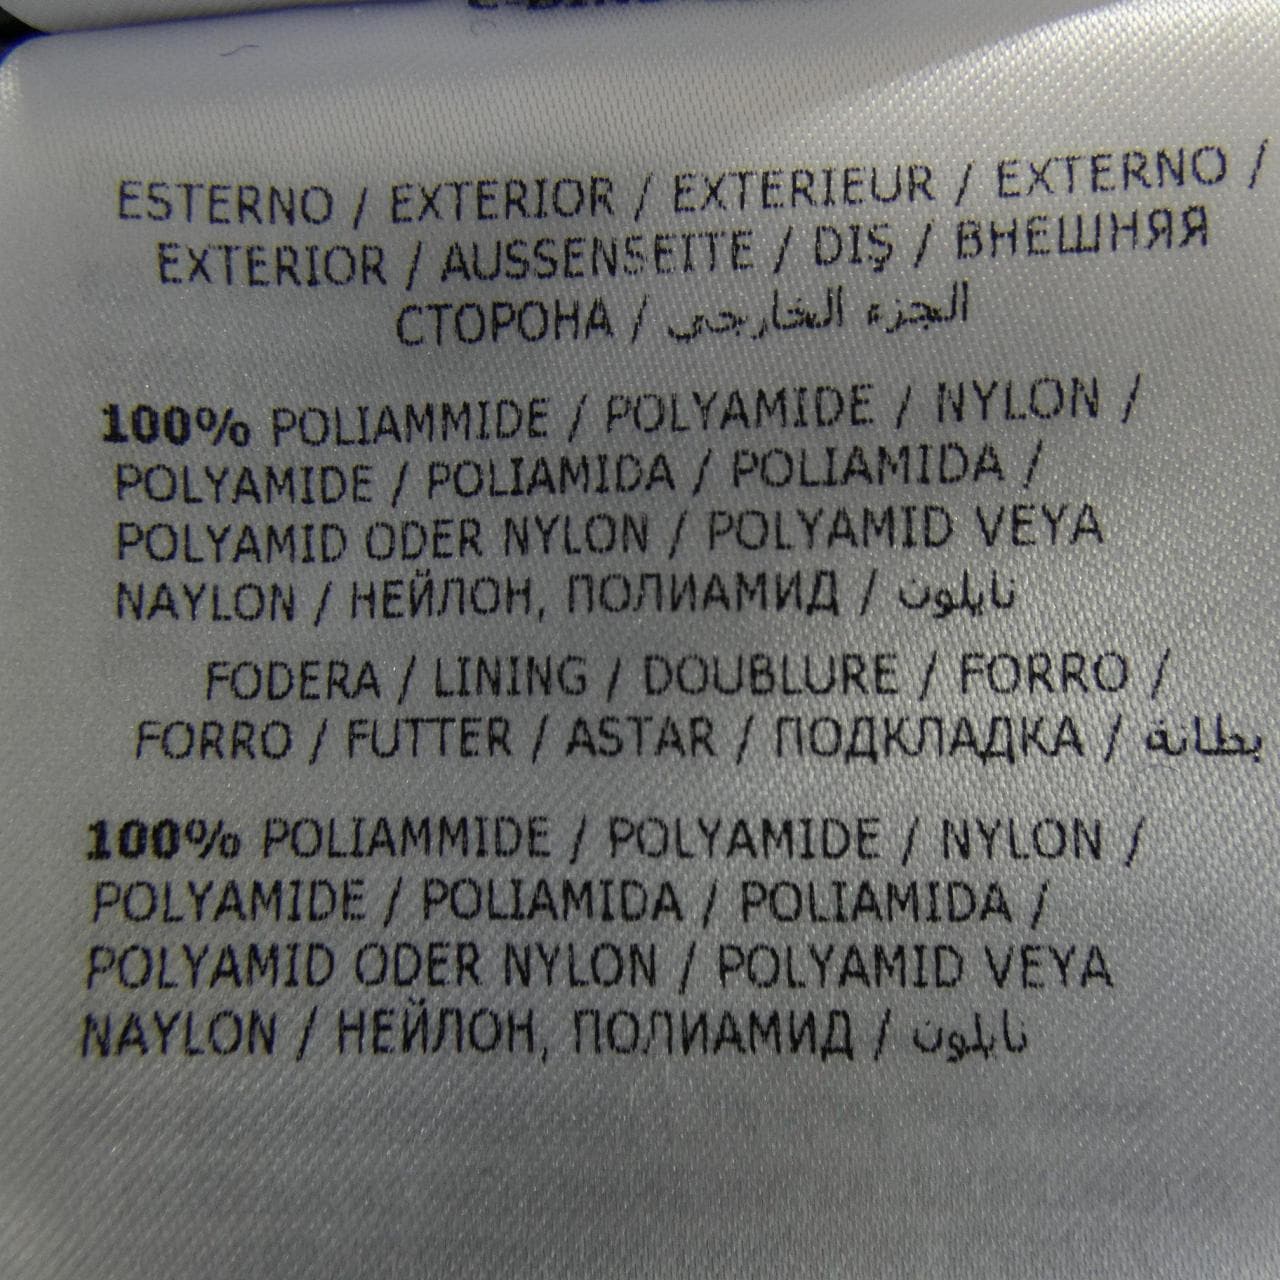 ESTERNO / EXTERIOR / EXTERIEUR / EXTERNO /
EXTERIOR / AUSSENSEITE / DIŞ / ВНЕШНЯЯ
СТОРОНА / الجزء الخارجي
100% POLIAMMIDE / POLYAMIDE / NYLON /
POLYAMIDE / POLIAMIDA / POLIAMIDA /
POLYAMID ODER NYLON / POLYAMID VEYA
NAYLON / НЕЙЛОН, ПОЛИАМИД / نايلون
FODERA / LINING / DOUBLURE / FORRO /
FORRO / FUTTER / ASTAR / ПОДКЛАДКА / بطانة
100% POLIAMMIDE / POLYAMIDE / NYLON /
POLYAMIDE / POLIAMIDA / POLIAMIDA /
POLYAMID ODER NYLON / POLYAMID VEYA
NAYLON / НЕЙЛОН, ПОЛИАМИД / نايلون